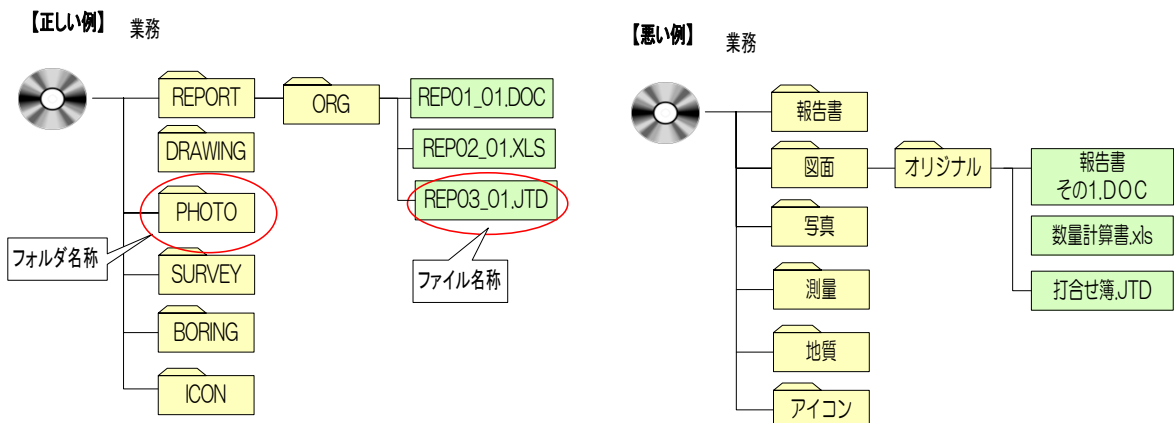 【正しい例】 業務
REPORT
ORG
REP01_01.DOC
DRAWING
REP02_01.XLS
PHOTO
REP03_01.JTD
フォルダ名称
SURVEY
ファイル名称
BORING
ICON
【悪い例】 業務
報告書
図面
オリジナル
報告書
その1.DOC
写真
数量計算書.xls
測量
打合せ簿.JTD
地質
アイコン